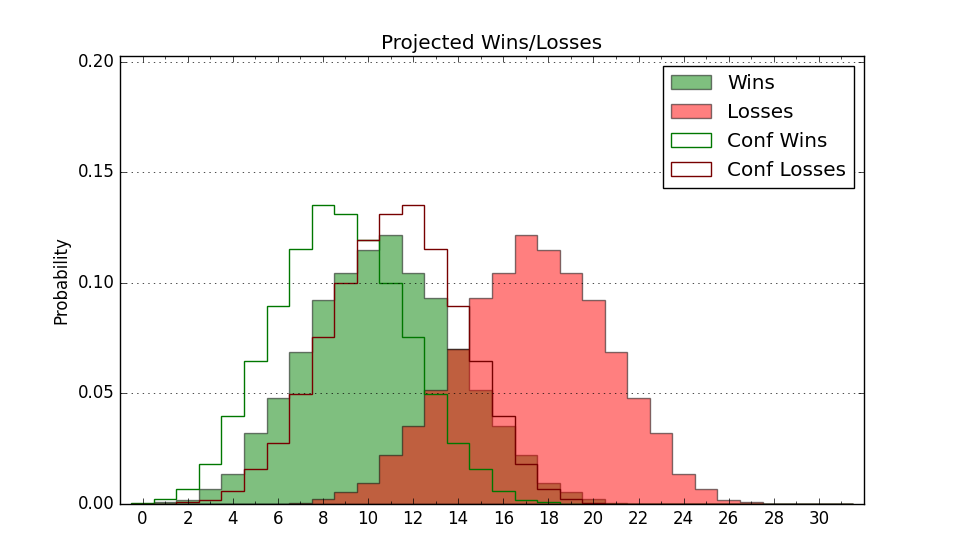 Projected Wins/Losses
0.20
0.15
0.10
0.05
0.00
Probability
Wins
Losses
Conf Wins
Conf Losses
0 2 4 6 8 10 12 14 16 18 20 22 24 26 28 30